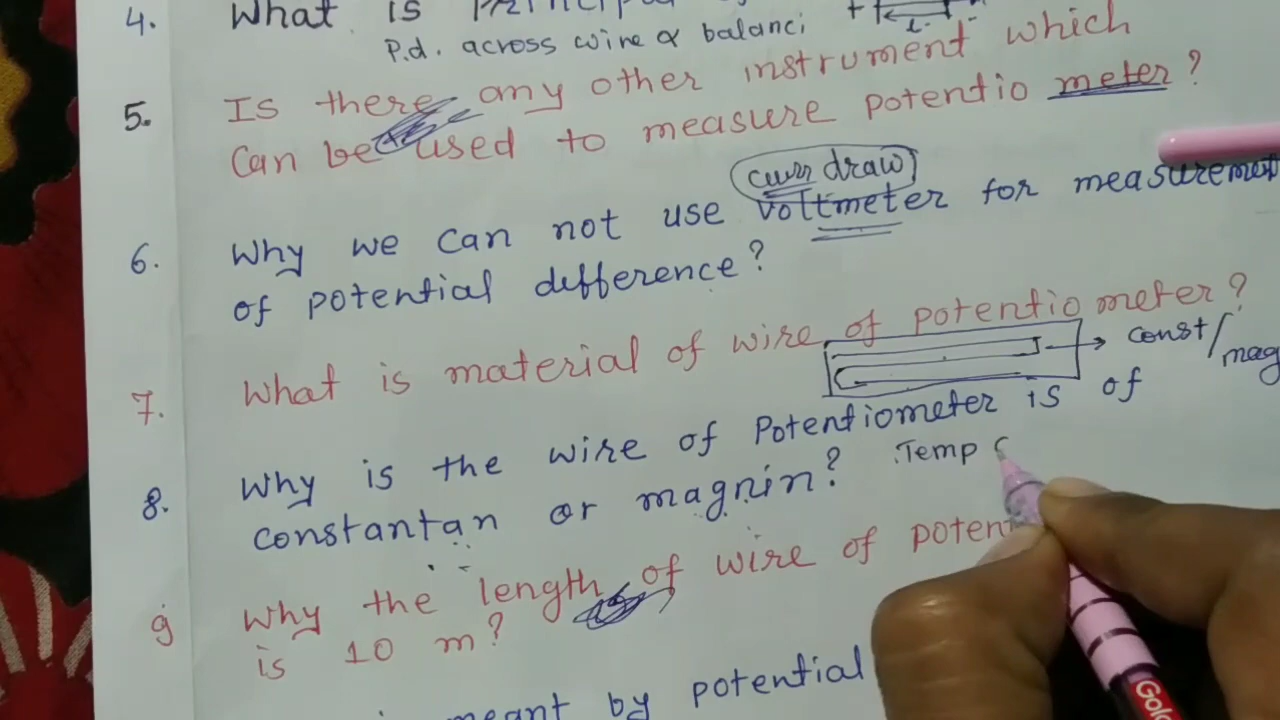 4. What is
P.d. across wire ∝ balanci
+ l -
5. Is there any other instrument which
can be used to measure potentio meter?
curr draw
6. Why we can not use voltmeter for measurement
of potential difference?
7. What is material of wire of potentio meter?
const/
mag
8. Why is the wire of Potentiometer is of
constantan or magnin?
Temp
9 Why the length of wire of poten
is 10 m?
meant by potential
Gold